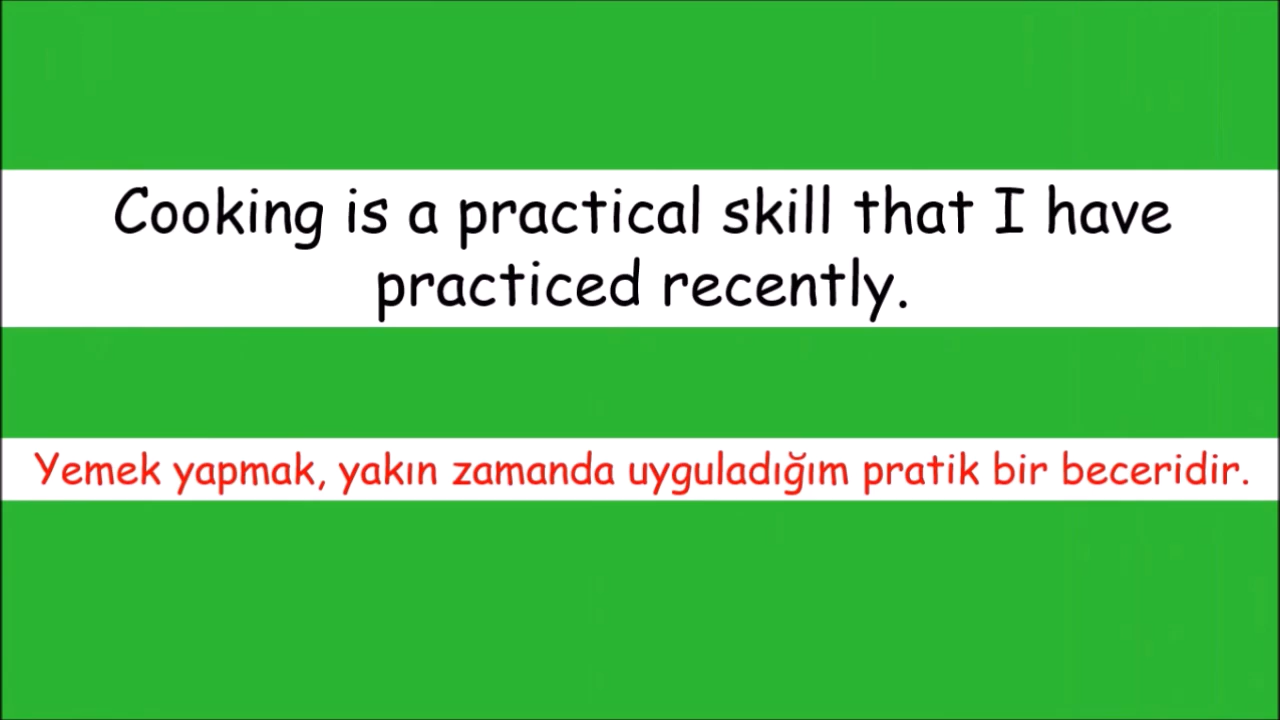 Cooking is a practical skill that I have
practiced recently.
Yemek yapmak, yakın zamanda uyguladığım pratik bir beceridir.